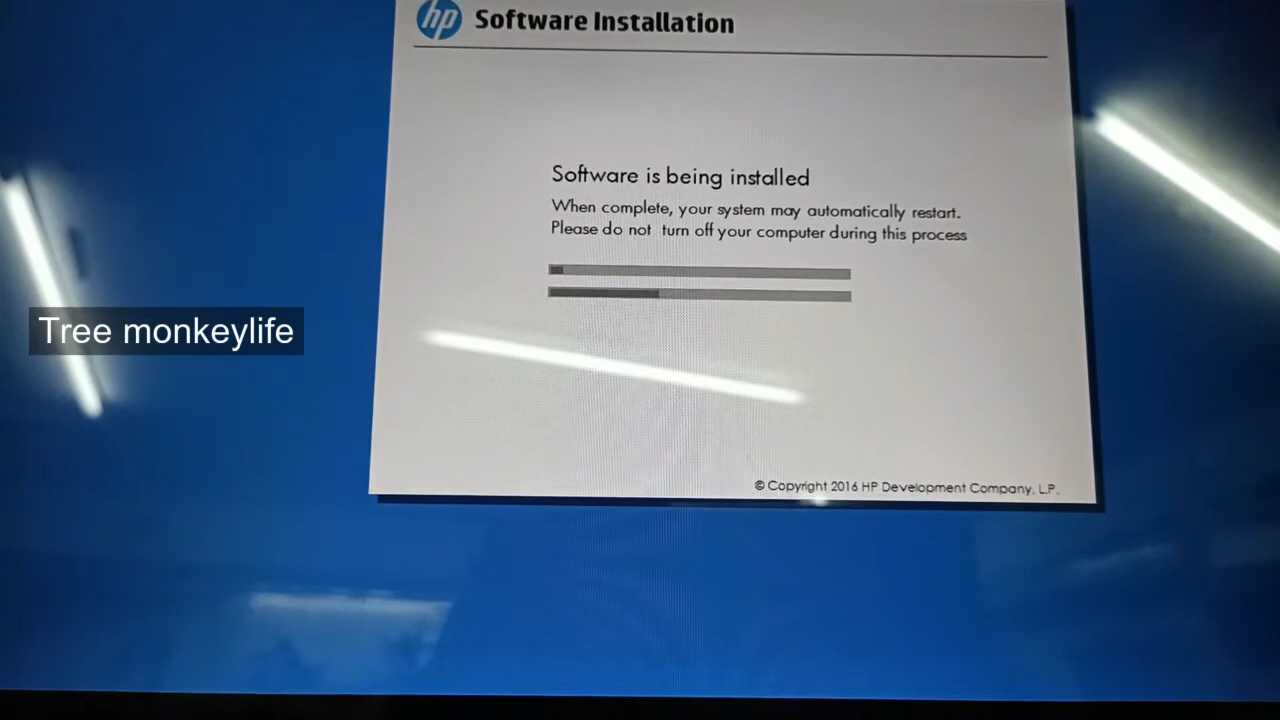 hp Software Installation
Software is being installed
When complete, your system may automatically restart.
Please do not turn off your computer during this process
Tree monkeylife
© Copyright 2016 HP Development Company, L.P.